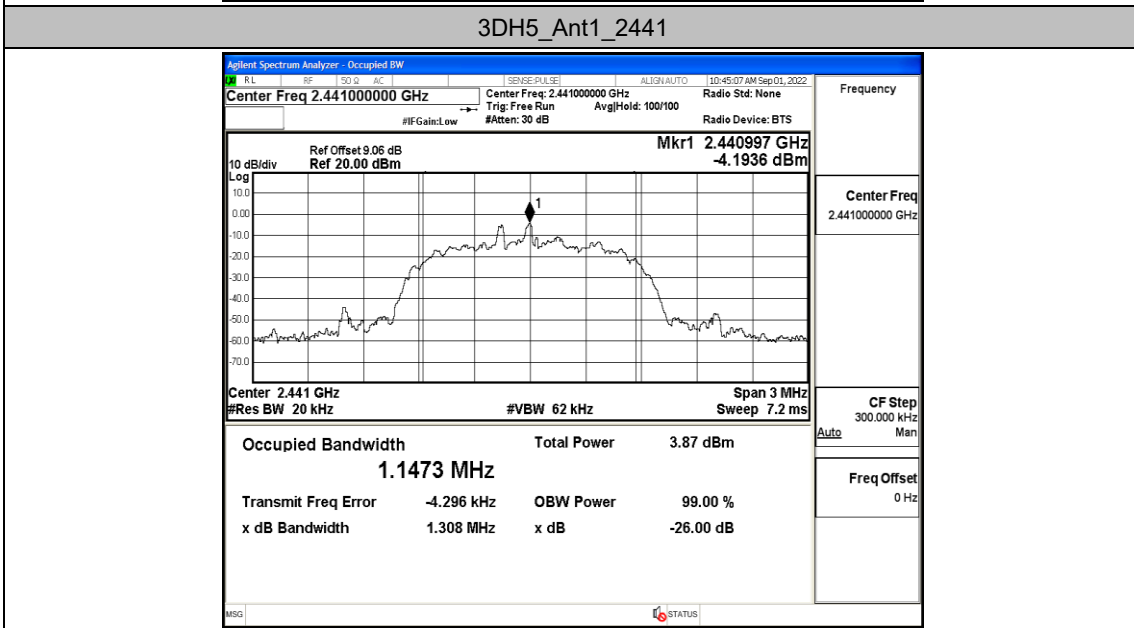 3DH5_Ant1_2441
Agilent Spectrum Analyzer - Occupied BW
RL RF 50 Ω AC SENSE:PULSE ALIGNAUTO 10:45:07 AM Sep 01, 2022
Center Freq 2.441000000 GHz Center Freq: 2.441000000 GHz Radio Std: None
Trig: Free Run Avg|Hold: 100/100
#IFGain:Low #Atten: 30 dB Radio Device: BTS
Frequency
Mkr1 2.440997 GHz
-4.1936 dBm
Ref Offset 9.06 dB
10 dB/div Ref 20.00 dBm
Log
10.0
0.00
-10.0
-20.0
-30.0
-40.0
-50.0
-60.0
-70.0
1
Center Freq
2.441000000 GHz
Center 2.441 GHz Span 3 MHz
#Res BW 20 kHz #VBW 62 kHz Sweep 7.2 ms
CF Step
300.000 kHz
Auto Man
Occupied Bandwidth Total Power 3.87 dBm
1.1473 MHz
Transmit Freq Error -4.296 kHz OBW Power 99.00 %
x dB Bandwidth 1.308 MHz x dB -26.00 dB
Freq Offset
0 Hz
MSG STATUS